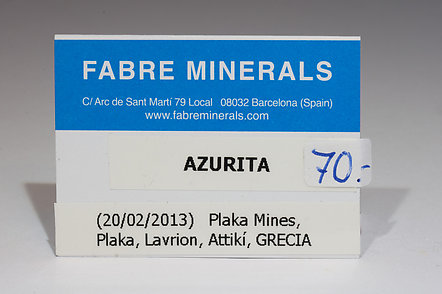 FABRE MINERALS
C/ Arc de Sant Martí 79 Local 08032 Barcelona (Spain)
www.fabreminerals.com
AZURITA
70.-
(20/02/2013) Plaka Mines,
Plaka, Lavrion, Attikí, GRECIA